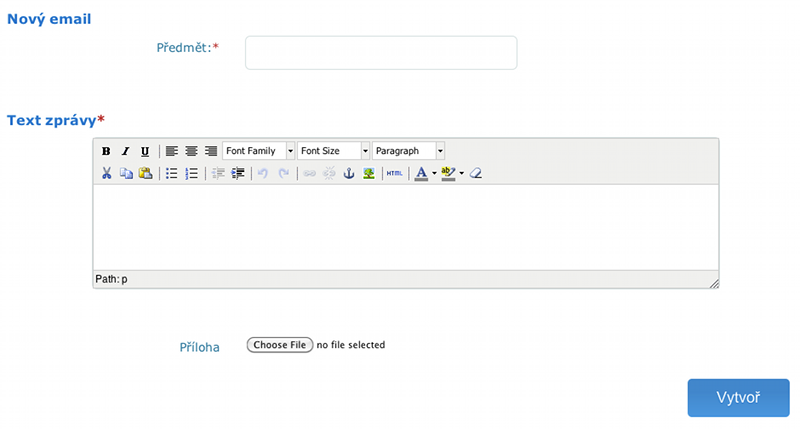 Nový email
Předmět:*
Text zprávy*
B I U Font Family Font Size Paragraph
HTML A ab
Path: p
Příloha Choose File no file selected
Vytvoř